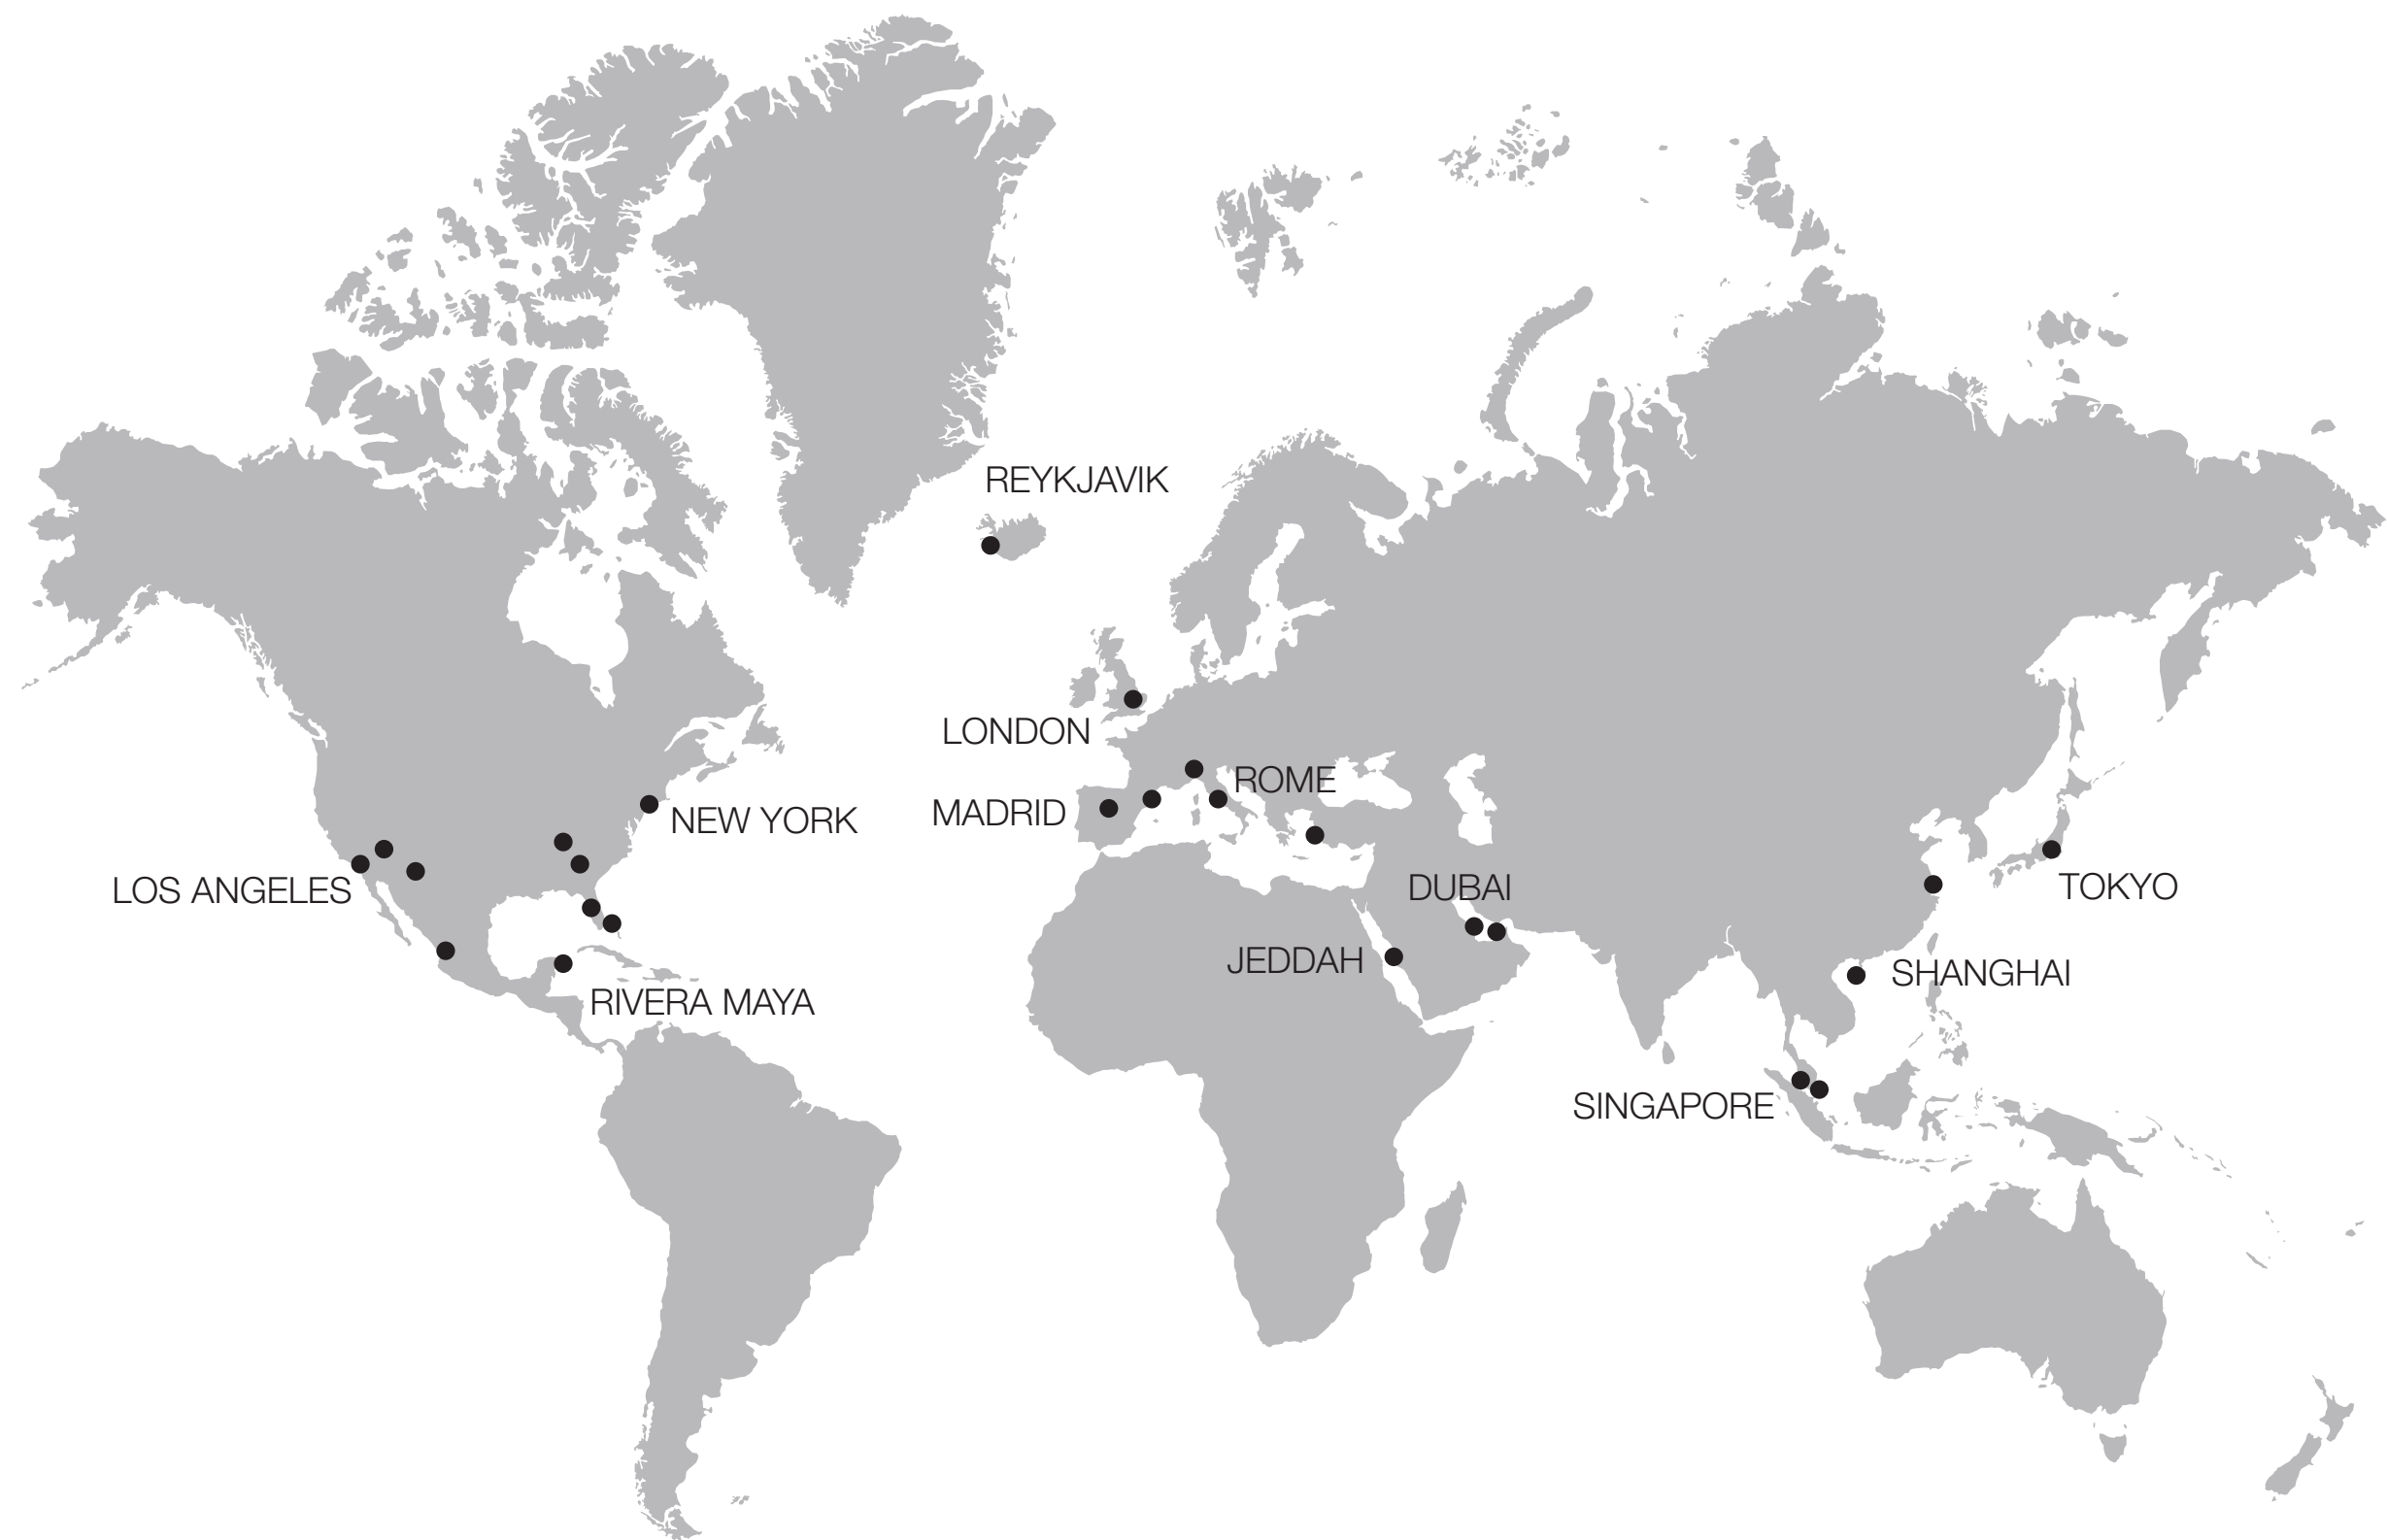 REYKJAVIK
LONDON
ROME
MADRID
NEW YORK
LOS ANGELES
DUBAI
TOKYO
JEDDAH
SHANGHAI
RIVERA MAYA
SINGAPORE